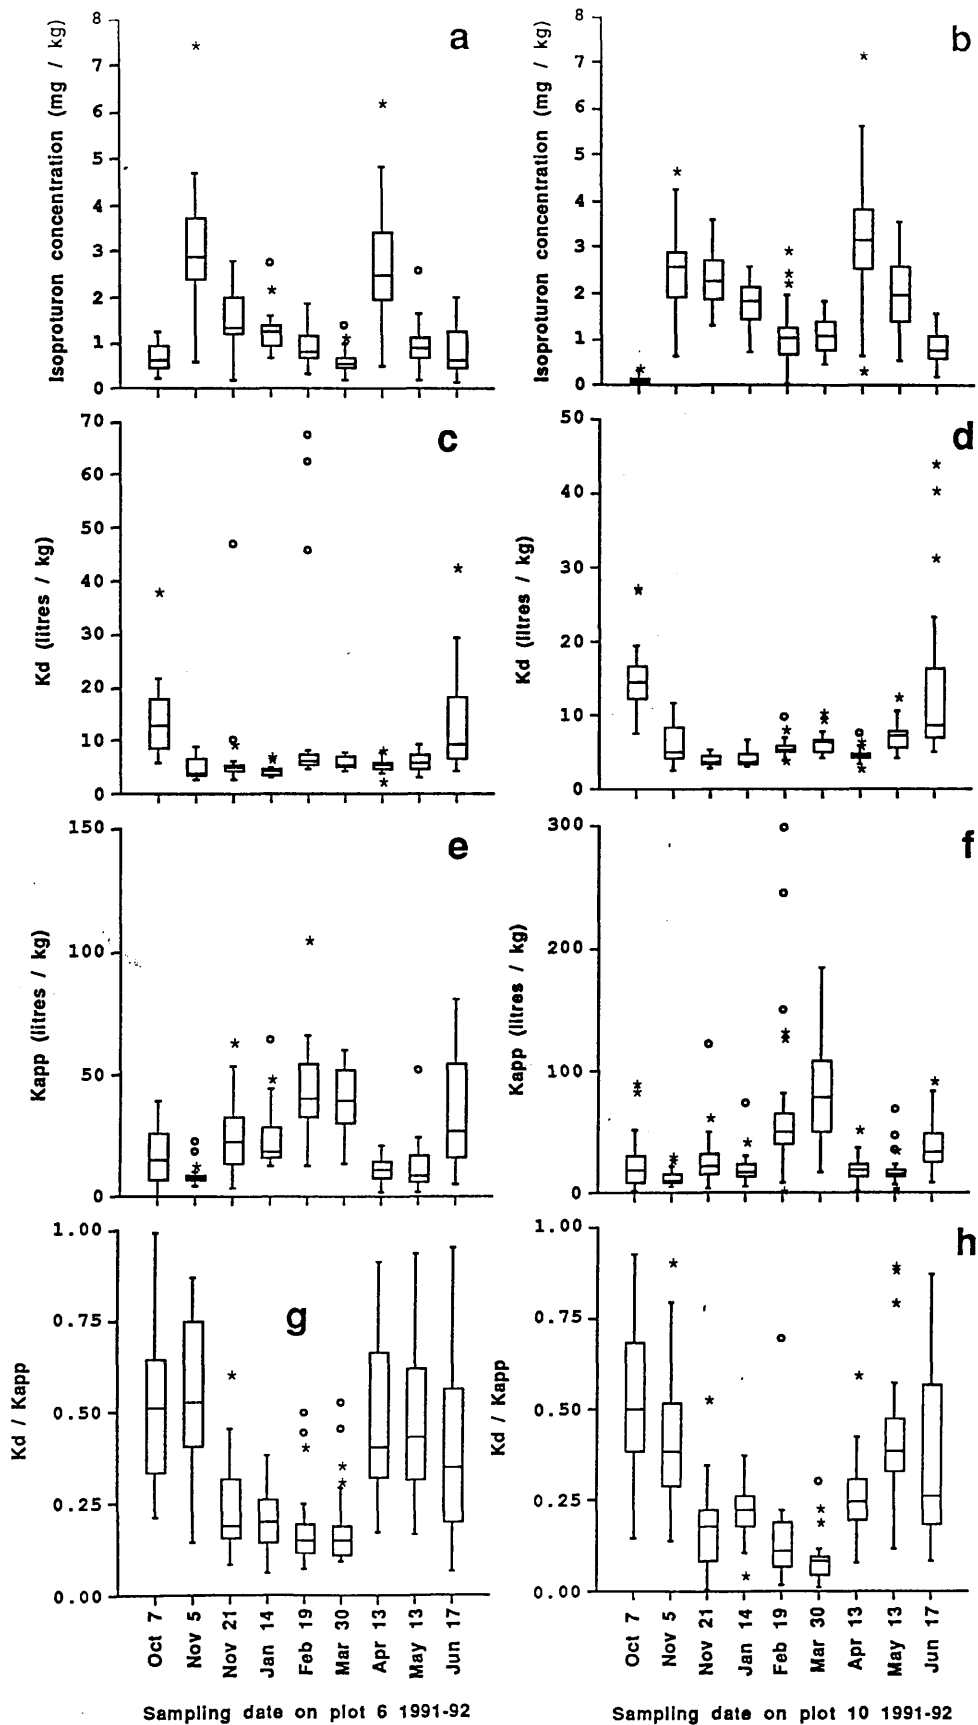 a
Isoproturon concentration (mg / kg)
8
7
6
5
4
3
2
1
0
b
Isoproturon concentration (mg / kg)
8
7
6
5
4
3
2
1
0
c
Kd (litres / kg)
70
60
50
40
30
20
10
0
d
Kd (litres / kg)
50
40
30
20
10
0
e
Kapp (litres / kg)
150
100
50
0
f
Kapp (litres / kg)
300
200
100
0
g
Kd / Kapp
1.00
0.75
0.50
0.25
0.00
h
Kd / Kapp
1.00
0.75
0.50
0.25
0.00
Oct 7
Nov 5
Nov 21
Jan 14
Feb 19
Mar 30
Apr 13
May 13
Jun 17
Sampling date on plot 6 1991-92
Oct 7
Nov 5
Nov 21
Jan 14
Feb 19
Mar 30
Apr 13
May 13
Jun 17
Sampling date on plot 10 1991-92